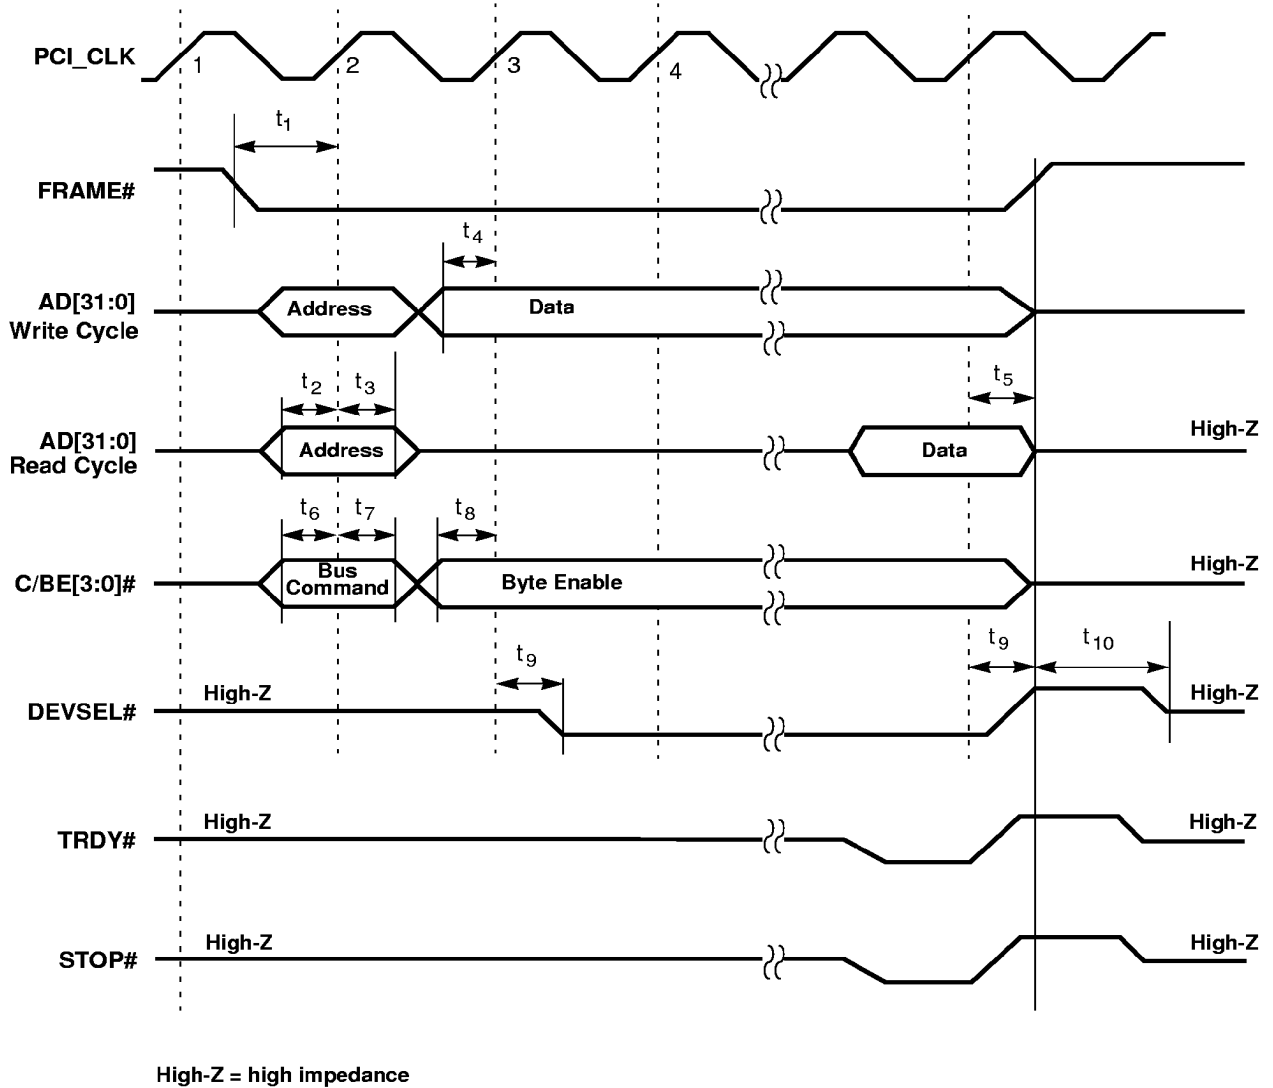 PCI_CLK
1
2
3
4
t1
FRAME#
t4
AD[31:0]
Write Cycle
Address
Data
t2
t3
t5
AD[31:0]
Read Cycle
Address
Data
High-Z
t6
t7
t8
C/BE[3:0]#
Bus
Command
Byte Enable
High-Z
t9
t9
t10
DEVSEL#
High-Z
High-Z
TRDY#
High-Z
High-Z
STOP#
High-Z
High-Z
High-Z = high impedance